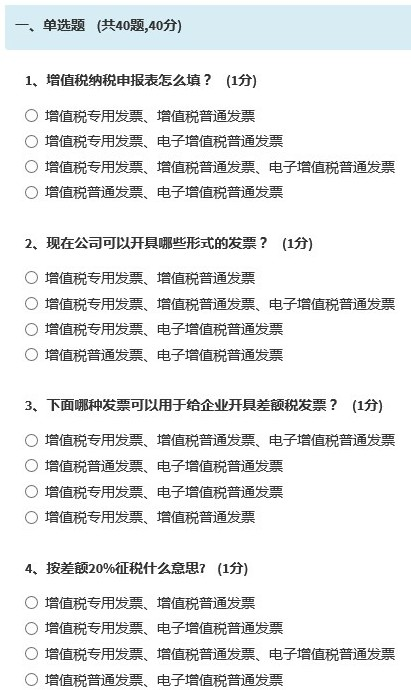 一、单选题 (共40题,40分)
1、增值税纳税申报表怎么填？ (1分)
增值税专用发票、增值税普通发票
增值税专用发票、电子增值税普通发票
增值税专用发票、增值税普通发票、电子增值税普通发票
增值税普通发票、电子增值税普通发票
2、现在公司可以开具哪些形式的发票？ (1分)
增值税专用发票、增值税普通发票
增值税专用发票、增值税普通发票、电子增值税普通发票
增值税专用发票、电子增值税普通发票
增值税普通发票、电子增值税普通发票
3、下面哪种发票可以用于给企业开具差额税发票？ (1分)
增值税专用发票、增值税普通发票、电子增值税普通发票
增值税普通发票、电子增值税普通发票
增值税专用发票、电子增值税普通发票
增值税专用发票、增值税普通发票
4、按差额20%征税什么意思? (1分)
增值税专用发票、增值税普通发票
增值税专用发票、电子增值税普通发票
增值税专用发票、增值税普通发票、电子增值税普通发票
增值税普通发票、电子增值税普通发票